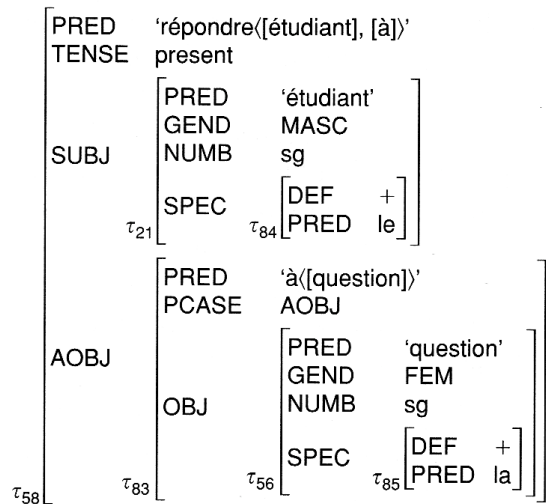 PRED ‘répondre⟨[étudiant], [à]⟩’
TENSE present
PRED ‘étudiant’
GEND MASC
SUBJ NUMB sg
DEF +
SPEC
τ21 τ84 PRED le
PRED ‘à⟨[question]⟩’
PCASE AOBJ
PRED ‘question’
AOBJ
GEND FEM
OBJ NUMB sg
DEF +
SPEC
τ58 τ83 τ56 τ85 PRED la